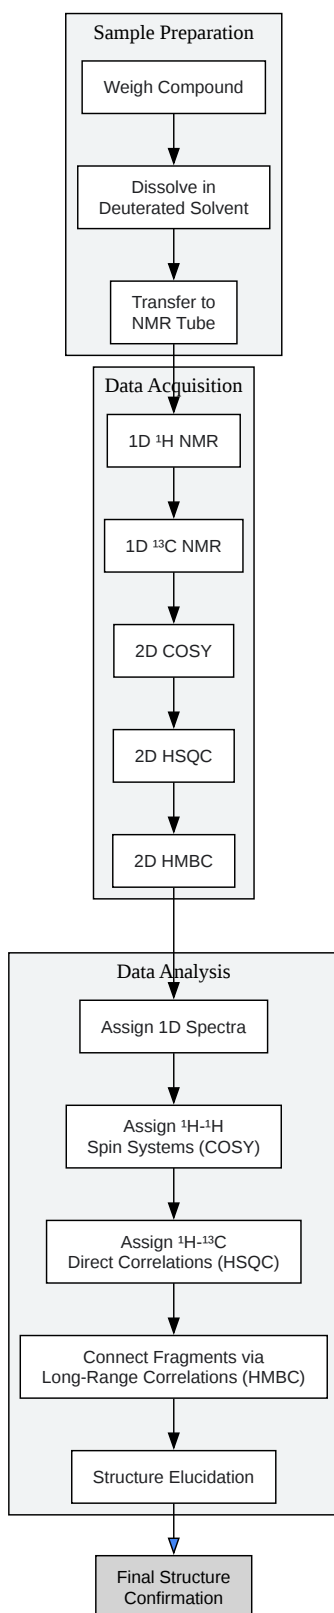 Sample Preparation
Weigh Compound
Dissolve in
Deuterated Solvent
Transfer to
NMR Tube
Data Acquisition
1D ¹H NMR
1D ¹³C NMR
2D COSY
2D HSQC
2D HMBC
Data Analysis
Assign 1D Spectra
Assign ¹H-¹H
Spin Systems (COSY)
Assign ¹H-¹³C
Direct Correlations (HSQC)
Connect Fragments via
Long-Range Correlations (HMBC)
Structure Elucidation
Final Structure
Confirmation